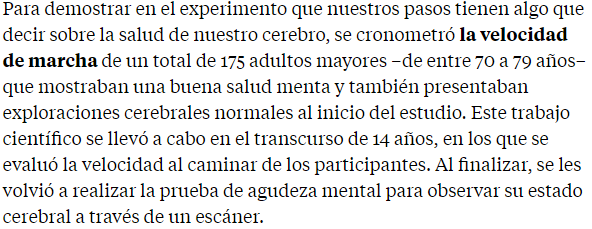 Para demostrar en el experimento que nuestros pasos tienen algo que
decir sobre la salud de nuestro cerebro, se cronometró la velocidad
de marcha de un total de 175 adultos mayores –de entre 70 a 79 años–
que mostraban una buena salud menta y también presentaban
exploraciones cerebrales normales al inicio del estudio. Este trabajo
científico se llevó a cabo en el transcurso de 14 años, en los que se
evaluó la velocidad al caminar de los participantes. Al finalizar, se les
volvió a realizar la prueba de agudeza mental para observar su estado
cerebral a través de un escáner.